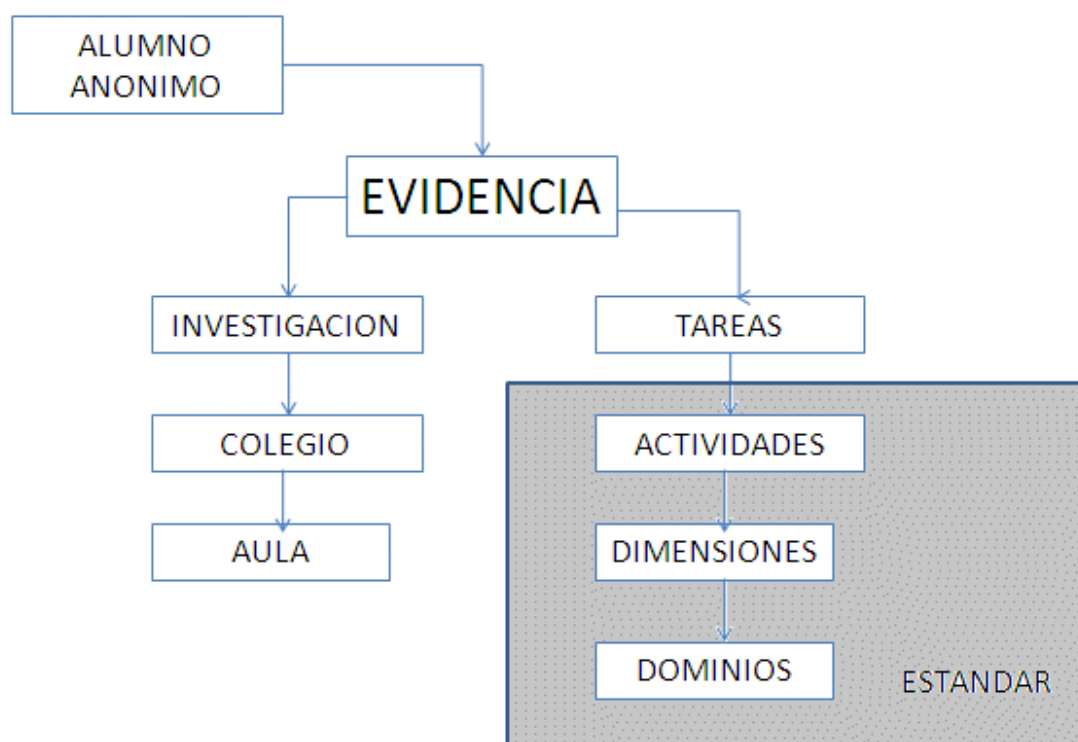 ALUMNO
ANONIMO
EVIDENCIA
INVESTIGACION
TAREAS
COLEGIO
ACTIVIDADES
AULA
DIMENSIONES
DOMINIOS
ESTANDAR